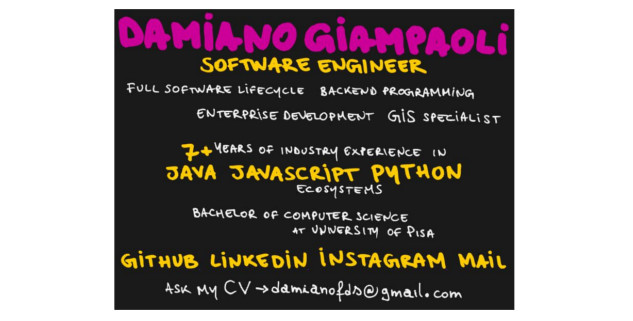 DAMiANO GiAMPAOLi
SOFTWARE ENGINEER
FULL SOFTWARE LiFECYCLE BACKEND PROGRAMMING
ENTERPRISE DEVELOPMENT GiS SPECIALIST
7+ YEARS OF INDUSTRY EXPERIENCE IN
JAVA JAVASCRiPT PYTHON
ECOSYSTEMS
BACHELOR OF COMPUTER SCIENCE
AT UNIVERSITY OF PISA
GiTHUB LiNKEDiN iNSTAGRAM MAiL
ASK MY CV →damianofds@gmail.com